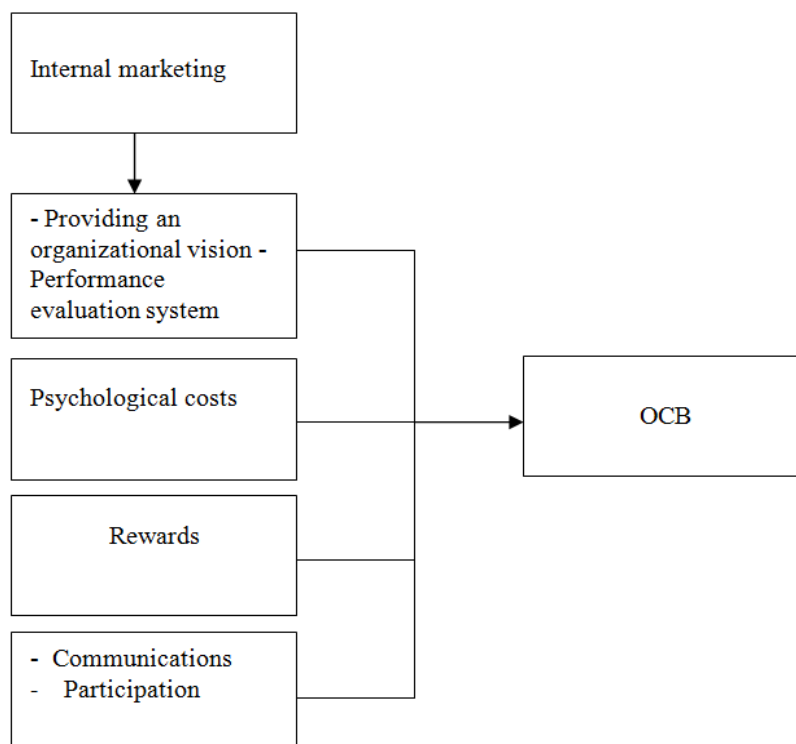 Internal marketing
- Providing an
organizational vision -
Performance
evaluation system
Psychological costs
OCB
Rewards
- Communications
- Participation